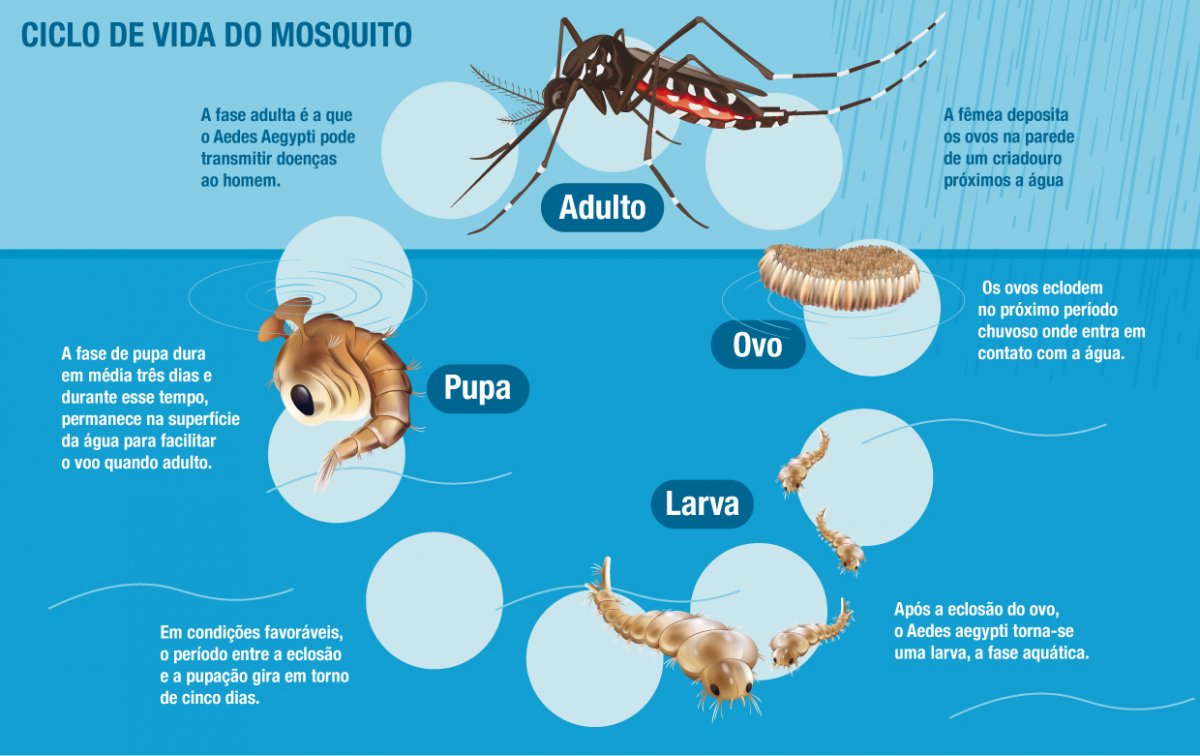 CICLO DE VIDA DO MOSQUITO
A fase adulta é a que
o Aedes Aegypti pode
transmitir doenças
ao homem.
Adulto
A fêmea deposita
os ovos na parede
de um criadouro
próximos a água
Ovo
Os ovos eclodem
no próximo período
chuvoso onde entra em
contato com a água.
Larva
Após a eclosão do ovo,
o Aedes aegypti torna-se
uma larva, a fase aquática.
Em condições favoráveis,
o período entre a eclosão
e a pupação gira em torno
de cinco dias.
Pupa
A fase de pupa dura
em média três dias e
durante esse tempo,
permanece na superfície
da água para facilitar
o voo quando adulto.